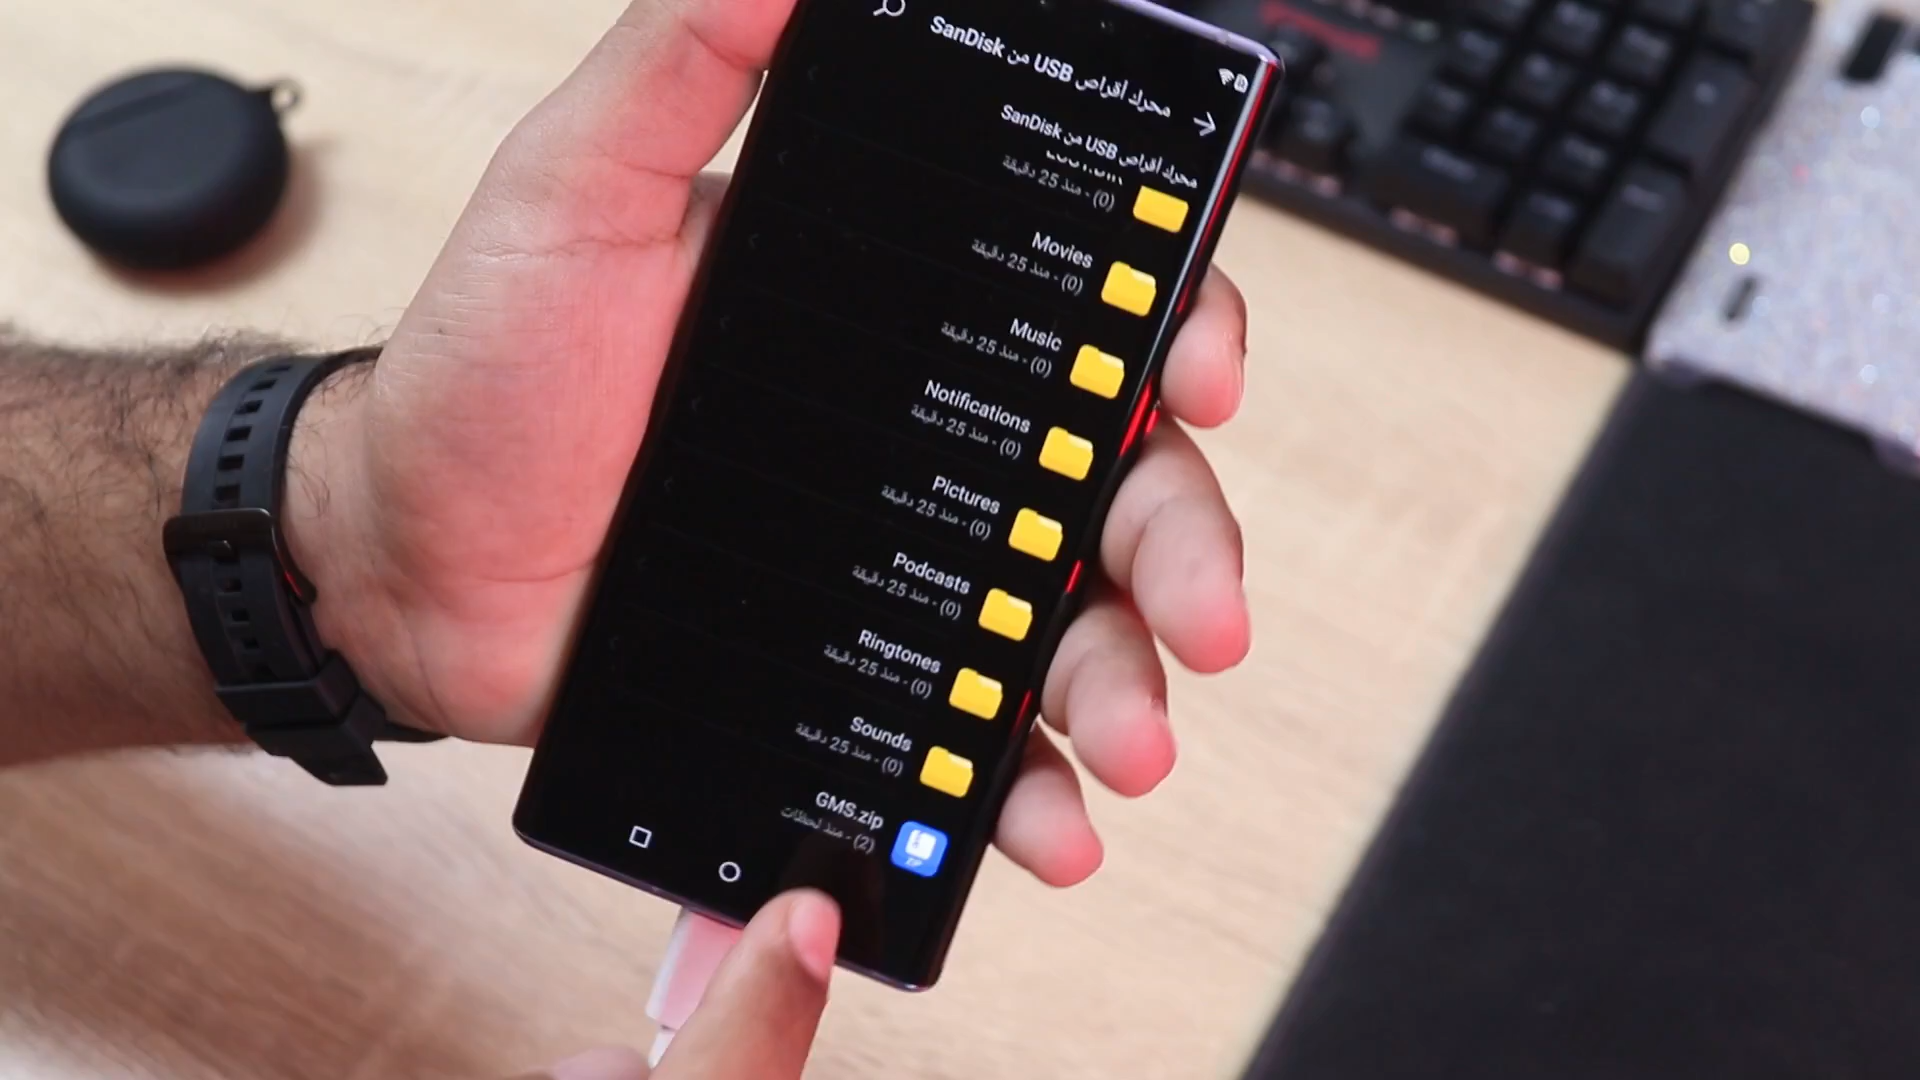 محرك أقراص USB من SanDisk
محرك أقراص USB من SanDisk
(0) - منذ 25 دقيقة
Movies
(0) - منذ 25 دقيقة
Music
(0) - منذ 25 دقيقة
Notifications
(0) - منذ 25 دقيقة
Pictures
(0) - منذ 25 دقيقة
Podcasts
(0) - منذ 25 دقيقة
Ringtones
(0) - منذ 25 دقيقة
Sounds
(0) - منذ 25 دقيقة
GMS.zip
(2) - منذ لحظات
ZIP